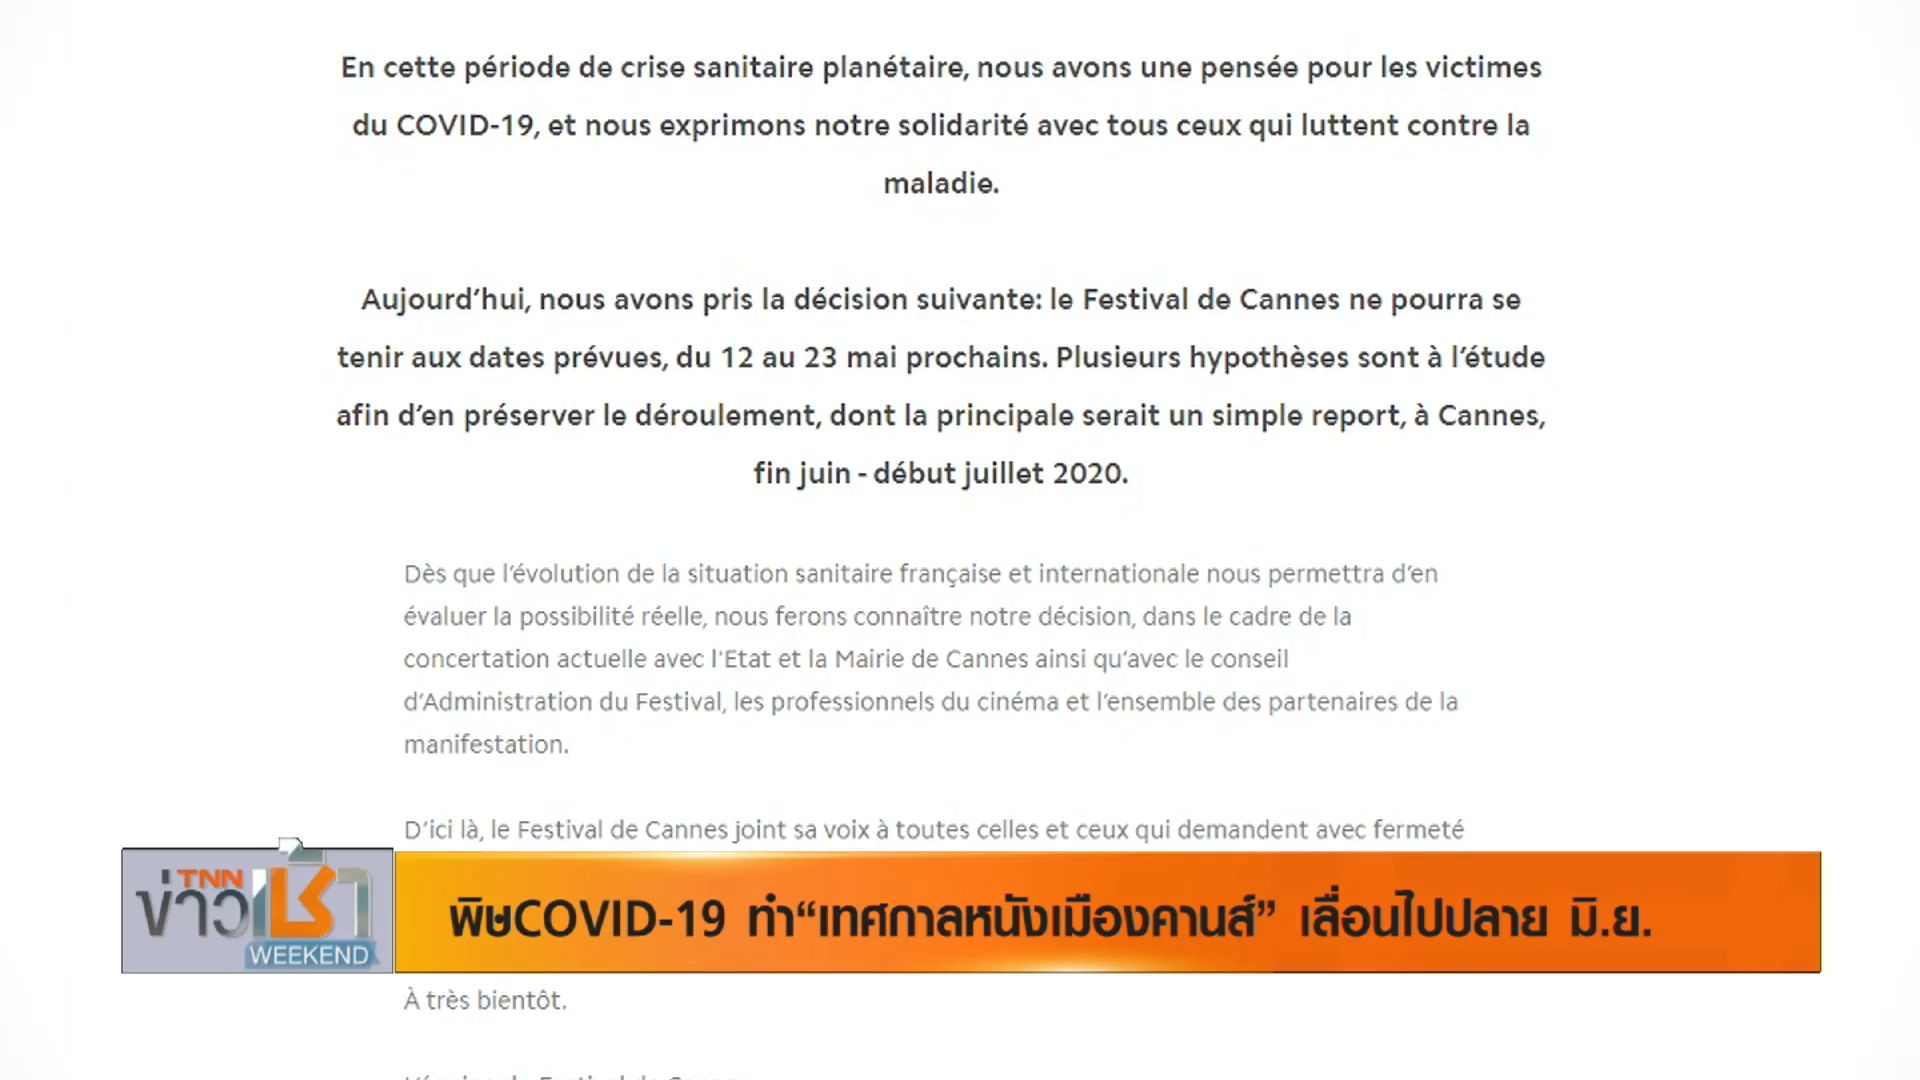 En cette période de crise sanitaire planétaire, nous avons une pensée pour les victimes
du COVID-19, et nous exprimons notre solidarité avec tous ceux qui luttent contre la
maladie.
Aujourd’hui, nous avons pris la décision suivante: le Festival de Cannes ne pourra se
tenir aux dates prévues, du 12 au 23 mai prochains. Plusieurs hypothèses sont à l’étude
afin d’en préserver le déroulement, dont la principale serait un simple report, à Cannes,
fin juin - début juillet 2020.
Dès que l’évolution de la situation sanitaire française et internationale nous permettra d’en
évaluer la possibilité réelle, nous ferons connaître notre décision, dans le cadre de la
concertation actuelle avec l'Etat et la Mairie de Cannes ainsi qu’avec le conseil
d’Administration du Festival, les professionnels du cinéma et l’ensemble des partenaires de la
manifestation.
D’ici là, le Festival de Cannes joint sa voix à toutes celles et ceux qui demandent avec fermeté
TNN
ข่าวเช้า
WEEKEND
พิษCOVID-19 ทำ“เทศกาลหนังเมืองคานส์” เลื่อนไปปลาย มิ.ย.
À très bientôt.